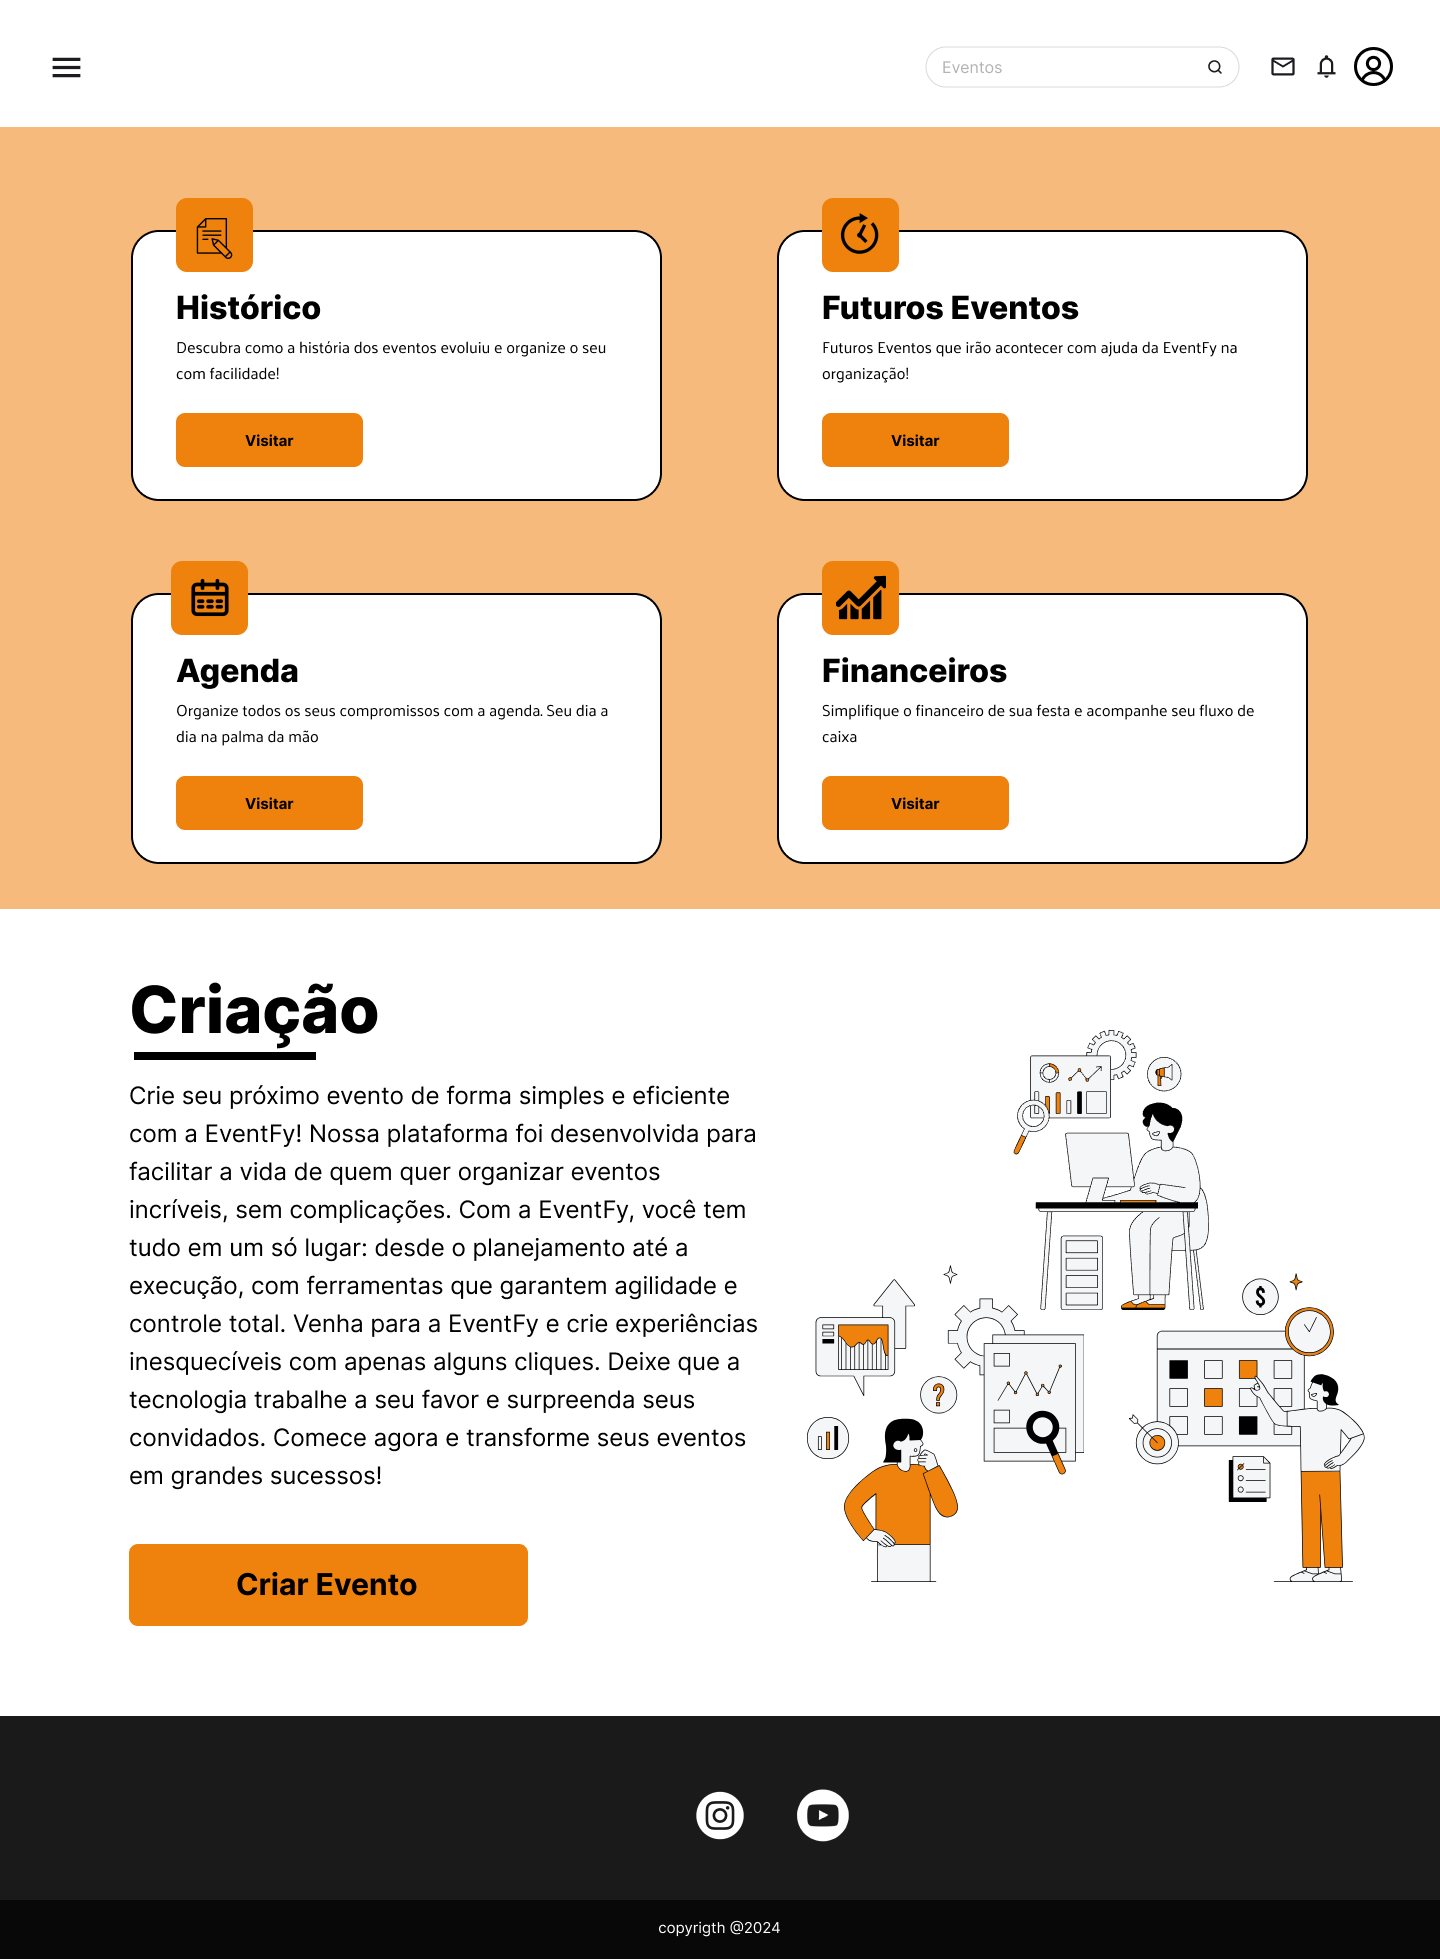 Eventos
Histórico
Descubra como a história dos eventos evoluiu e organize o seu
com facilidade!
Visitar
Futuros Eventos
Futuros Eventos que irão acontecer com ajuda da EventFy na
organização!
Visitar
Agenda
Organize todos os seus compromissos com a agenda. Seu dia a
dia na palma da mão
Visitar
Financeiros
Simplifique o financeiro de sua festa e acompanhe seu fluxo de
caixa
Visitar
Criação
Crie seu próximo evento de forma simples e eficiente
com a EventFy! Nossa plataforma foi desenvolvida para
facilitar a vida de quem quer organizar eventos
incríveis, sem complicações. Com a EventFy, você tem
tudo em um só lugar: desde o planejamento até a
execução, com ferramentas que garantem agilidade e
controle total. Venha para a EventFy e crie experiências
inesquecíveis com apenas alguns cliques. Deixe que a
tecnologia trabalhe a seu favor e surpreenda seus
convidados. Comece agora e transforme seus eventos
em grandes sucessos!
Criar Evento
$
?
copyrigth @2024